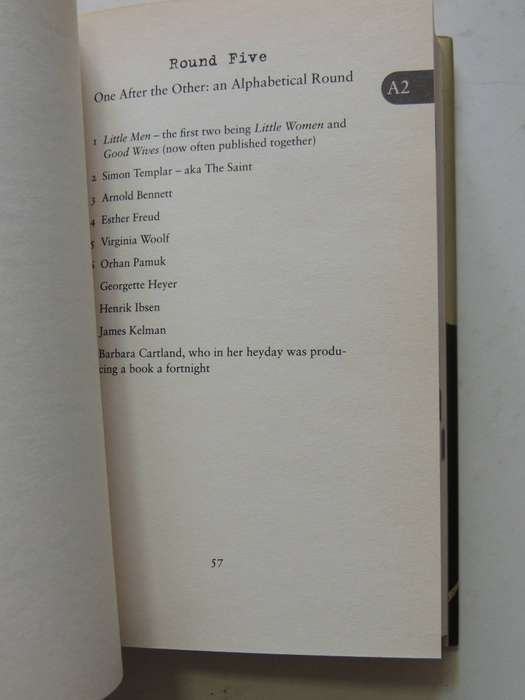 Round Five
One After the Other: an Alphabetical Round
A2
1 Little Men – the first two being Little Women and
Good Wives (now often published together)
2 Simon Templar – aka The Saint
3 Arnold Bennett
4 Esther Freud
5 Virginia Woolf
6 Orhan Pamuk
Georgette Heyer
Henrik Ibsen
James Kelman
Barbara Cartland, who in her heyday was produ-
cing a book a fortnight
57